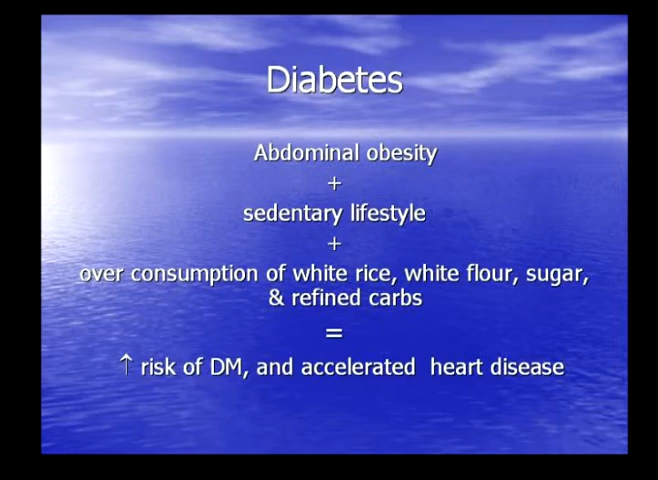 Diabetes
Abdominal obesity
+
sedentary lifestyle
+
over consumption of white rice, white flour, sugar,
& refined carbs
=
↑ risk of DM, and accelerated  heart disease